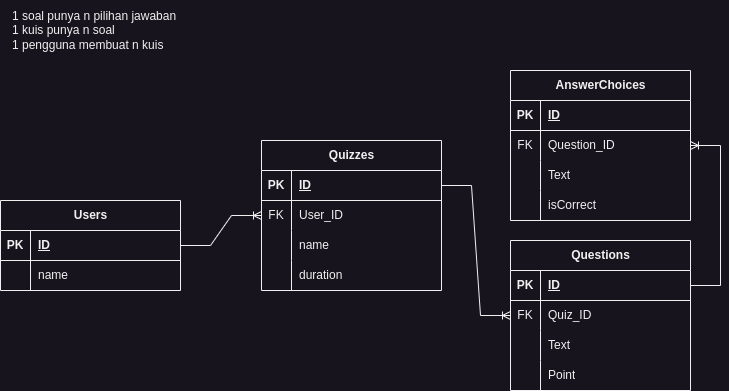 1 soal punya n pilihan jawaban
1 kuis punya n soal
1 pengguna membuat n kuis
Users
PK ID
name
Quizzes
PK ID
FK User_ID
name
duration
AnswerChoices
PK ID
FK Question_ID
Text
isCorrect
Questions
PK ID
FK Quiz_ID
Text
Point